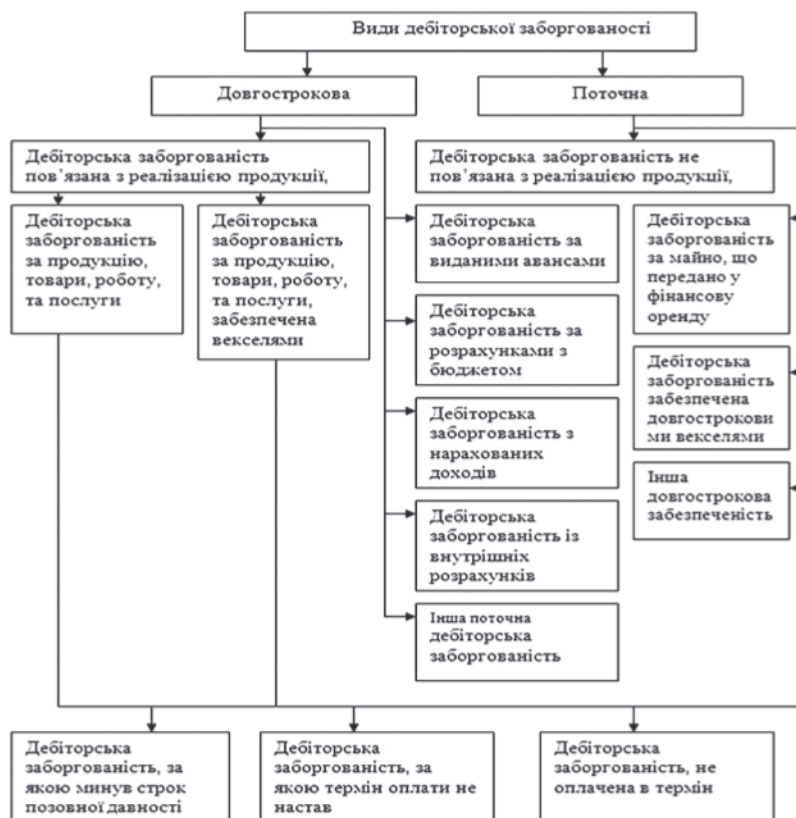 Види дебіторської заборгованості
Довгострокова
Поточна
Дебіторська заборгованість
пов’язана з реалізацією продукції,
Дебіторська заборгованість не
пов’язана з реалізацією продукції,
Дебіторська
заборгованість
за продукцію,
товари, роботу,
та послуги
Дебіторська
заборгованість
за продукцію,
товари, роботу,
та послуги,
забезпечена
векселями
Дебіторська
заборгованість за
виданими авансами
Дебіторська
заборгованість за
розрахунками з
бюджетом
Дебіторська
заборгованість з
нарахованих
доходів
Дебіторська
заборгованість із
внутрішніх
розрахунків
Інша поточна
дебіторська
заборгованість
Дебіторська
заборгованість
за майно, що
передано у
фінансову
оренду
Дебіторська
заборгованість
забезпечена
довгострокови
ми векселями
Інша
довгострокова
забезпеченість
Дебіторська
заборгованість, за
якою минув строк
позовної давності
Дебіторська
заборгованість, за
якою термін оплати не
настав
Дебіторська
заборгованість, не
оплачена в термін